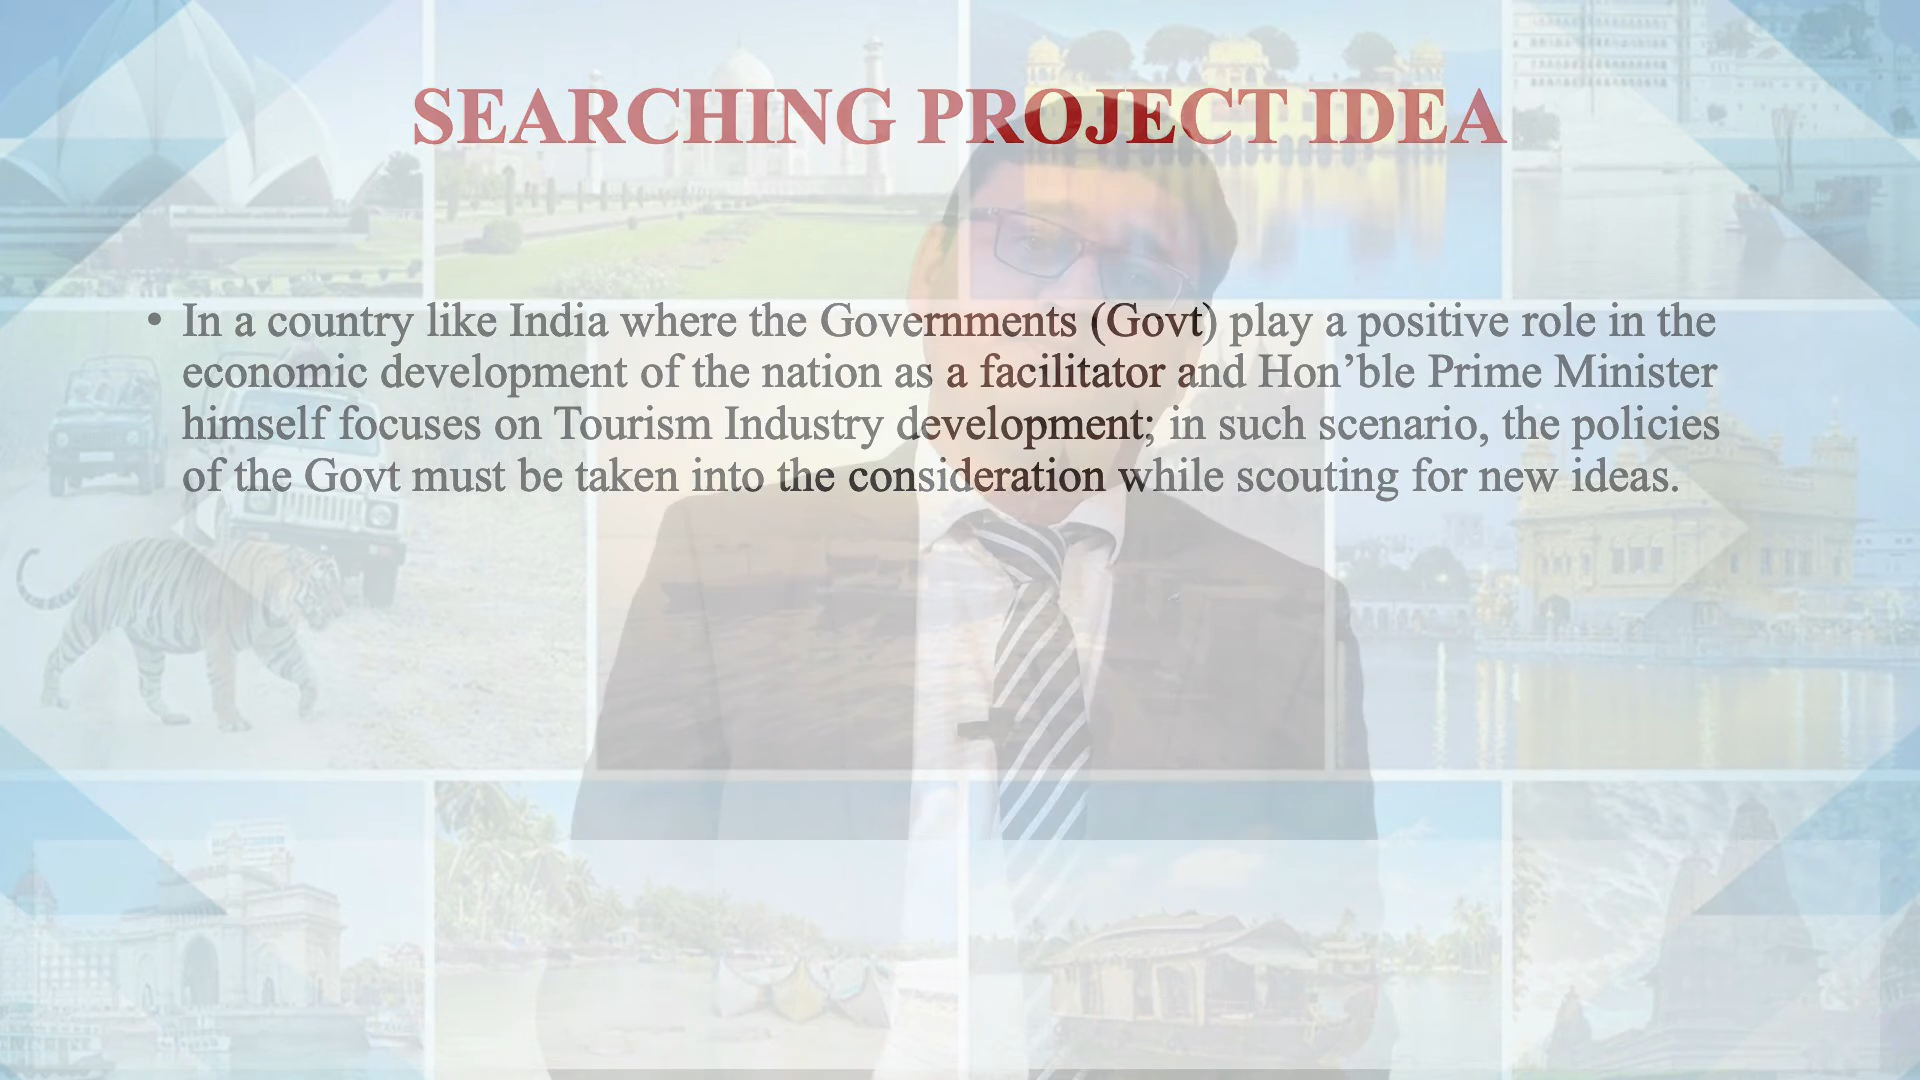 SEARCHING PROJECT IDEA
• In a country like India where the Governments (Govt) play a positive role in the
economic development of the nation as a facilitator and Hon’ble Prime Minister
himself focuses on Tourism Industry development; in such scenario, the policies
of the Govt must be taken into the consideration while scouting for new ideas.